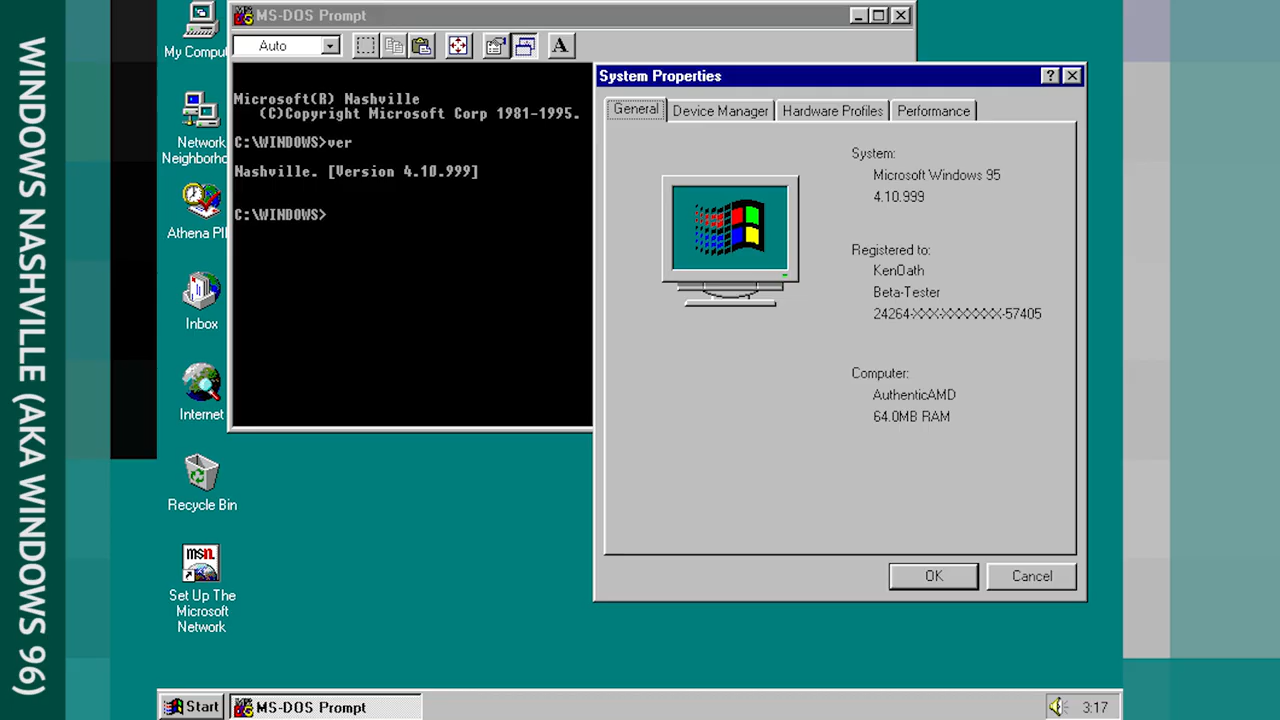 WINDOWS NASHVILLE (AKA WINDOWS 96)
My Comput
Network
Neighborho
Athena PI
Inbox
Internet
Recycle Bin
msn.
Set Up The
Microsoft
Network
MS-DOS Prompt
Auto
A
Microsoft(R) Nashville
(C)Copyright Microsoft Corp 1981-1995.
C:\WINDOWS>ver
Nashville. [Version 4.10.999]
C:\WINDOWS>
System Properties
General Device Manager Hardware Profiles Performance
System:
Microsoft Windows 95
4.10.999
Registered to:
KenOath
Beta-Tester
24264-XXX-XXXXXXX-57405
Computer:
AuthenticAMD
64.0MB RAM
OK Cancel
Start MS-DOS Prompt 3:17